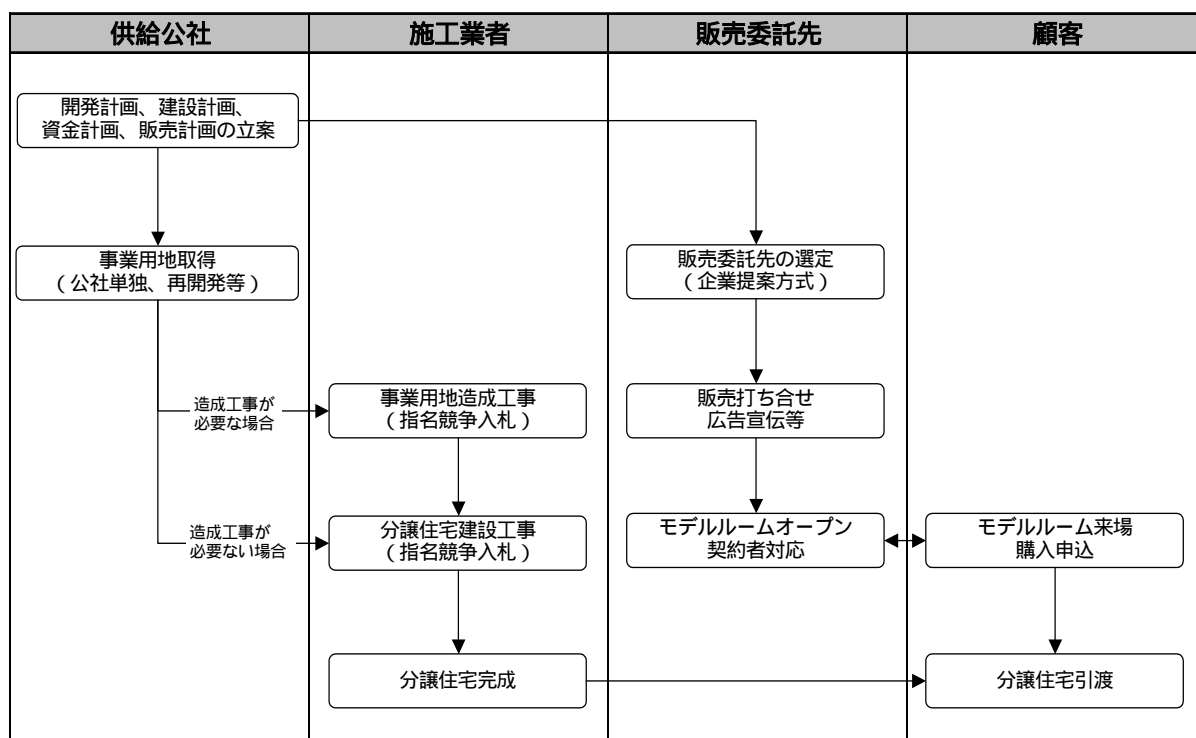 供給公社
施工業者
販売委託先
顧客
開発計画、建設計画、
資金計画、販売計画の立案
事業用地取得
（公社単独、再開発等）
販売委託先の選定
（企業提案方式）
造成工事が
必要な場合
事業用地造成工事
（指名競争入札）
販売打ち合せ
広告宣伝等
造成工事が
必要ない場合
分譲住宅建設工事
（指名競争入札）
モデルルームオープン
契約者対応
モデルルーム来場
購入申込
分譲住宅完成
分譲住宅引渡